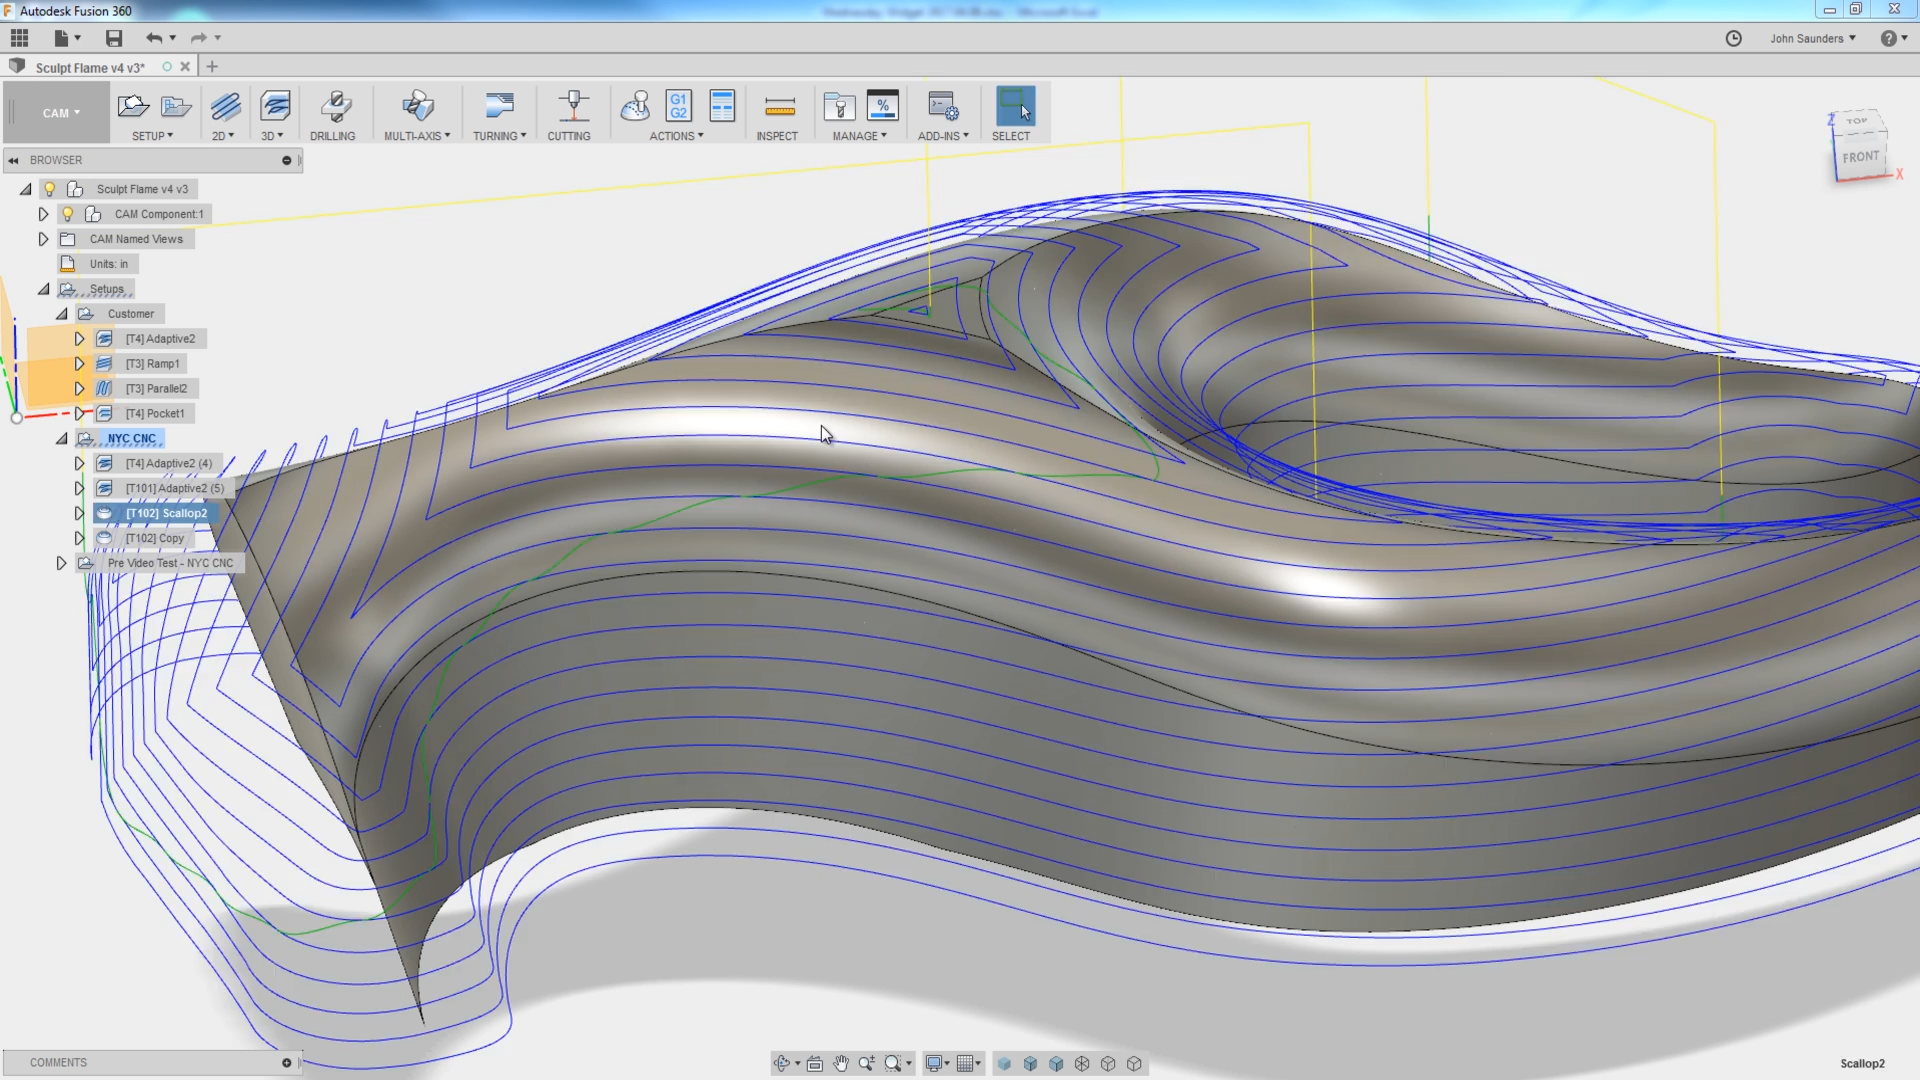 Autodesk Fusion 360
John Saunders
Sculpt Flame v4 v3*
CAM
SETUP
2D
3D
DRILLING
MULTI-AXIS
TURNING
CUTTING
G1
G2
ACTIONS
INSPECT
%
MANAGE
ADD-INS
SELECT
TOP
FRONT
Z
X
BROWSER
Sculpt Flame v4 v3
CAM Component:1
CAM Named Views
Units: in
Setups
Customer
[T4] Adaptive2
[T3] Ramp1
[T3] Parallel2
[T4] Pocket1
NYC CNC
[T4] Adaptive2 (4)
[T101] Adaptive2 (5)
[T102] Scallop2
[T102] Copy
Pre Video Test - NYC CNC
COMMENTS
Scallop2